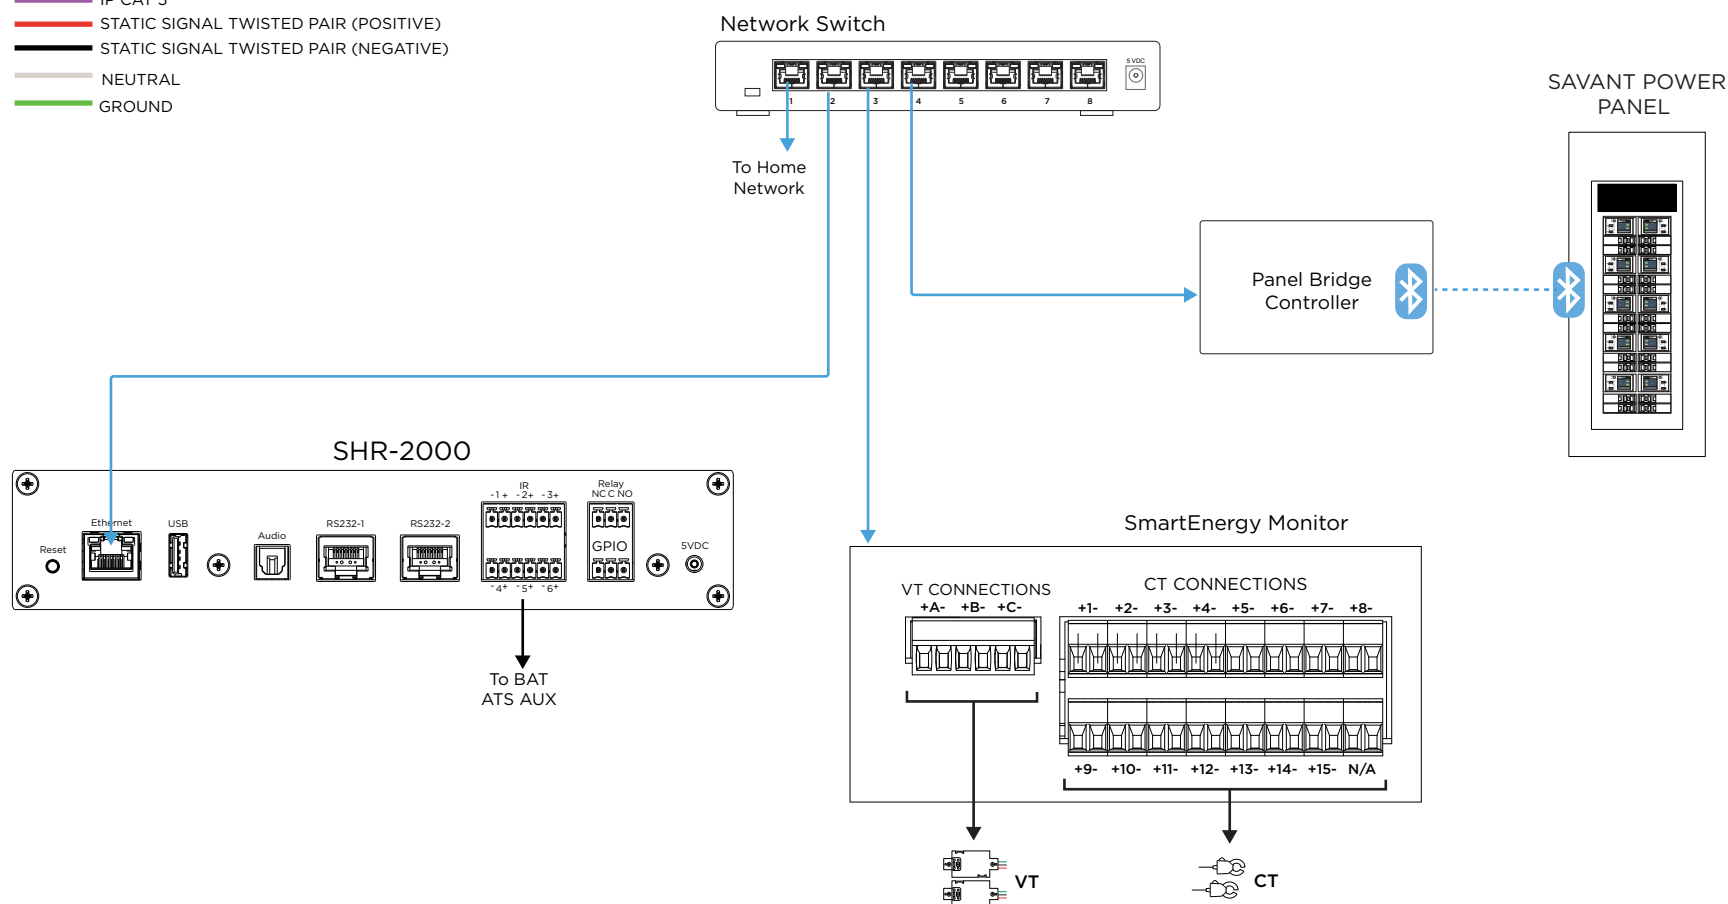 IP CAT 5
STATIC SIGNAL TWISTED PAIR (POSITIVE)
STATIC SIGNAL TWISTED PAIR (NEGATIVE)
NEUTRAL
GROUND
Network Switch
5 VDC
1 2 3 4 5 6 7 8
To Home
Network
SAVANT POWER
PANEL
Panel Bridge
Controller
SHR-2000
Reset
Ethernet
USB
Audio
RS232-1
RS232-2
IR
-1+ -2+ -3+
-4+ -5+ -6+
Relay
NC C NO
GPIO
5VDC
To BAT
ATS AUX
SmartEnergy Monitor
VT CONNECTIONS
+A- +B- +C-
CT CONNECTIONS
+1- +2- +3- +4- +5- +6- +7- +8-
+9- +10- +11- +12- +13- +14- +15- N/A
VT
CT